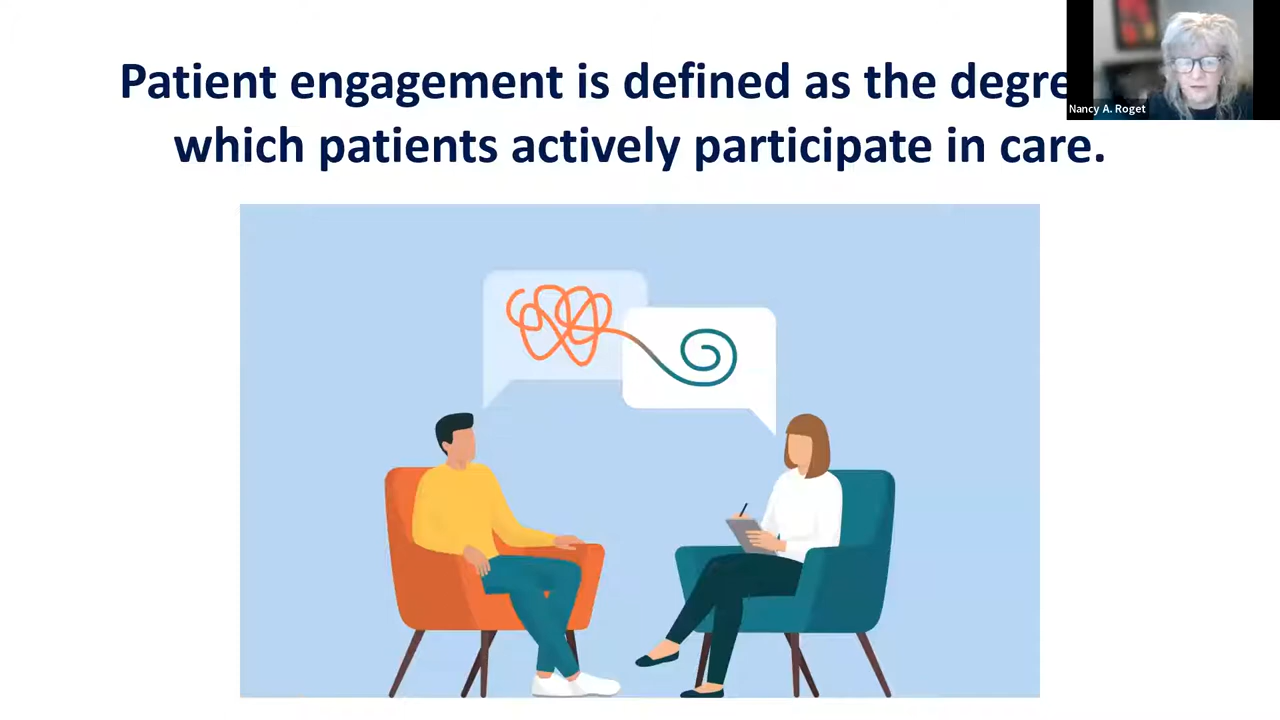 Patient engagement is defined as the degre
which patients actively participate in care.
Nancy A. Roget